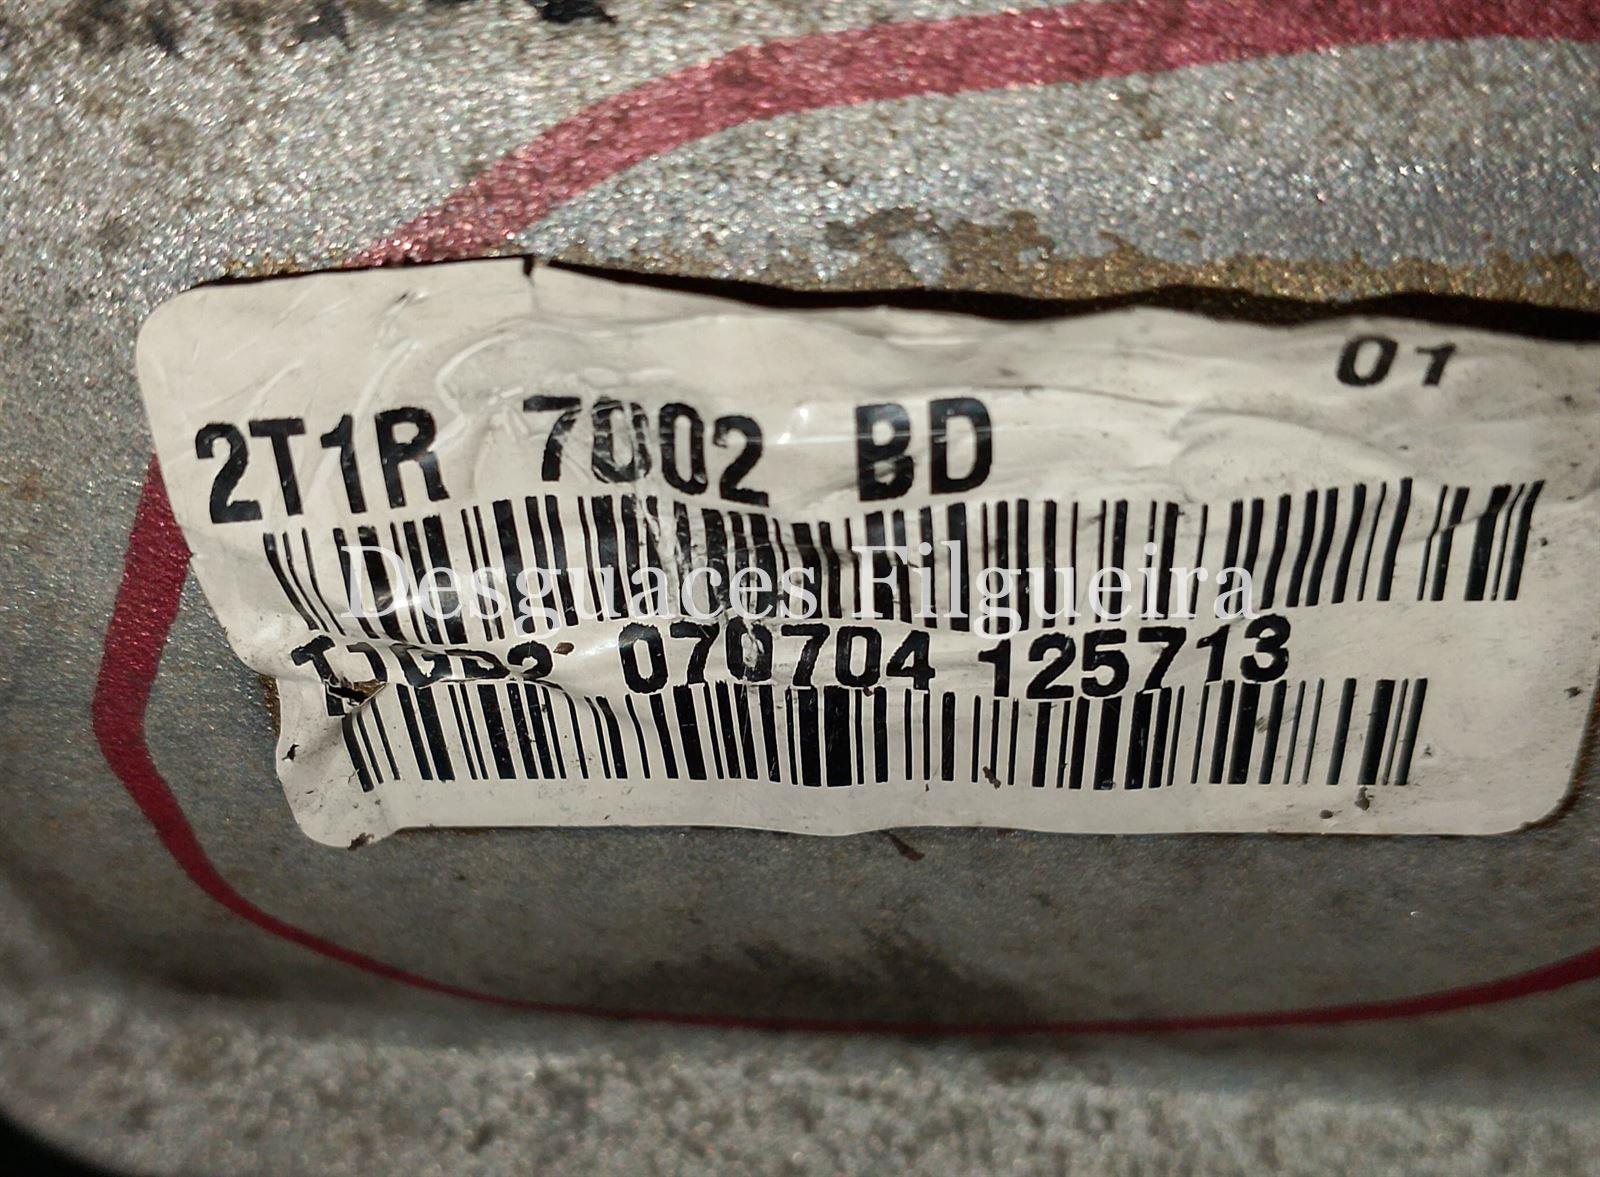 01
2T1R 7002 BD
Desguaces Filgueira
070704 125713